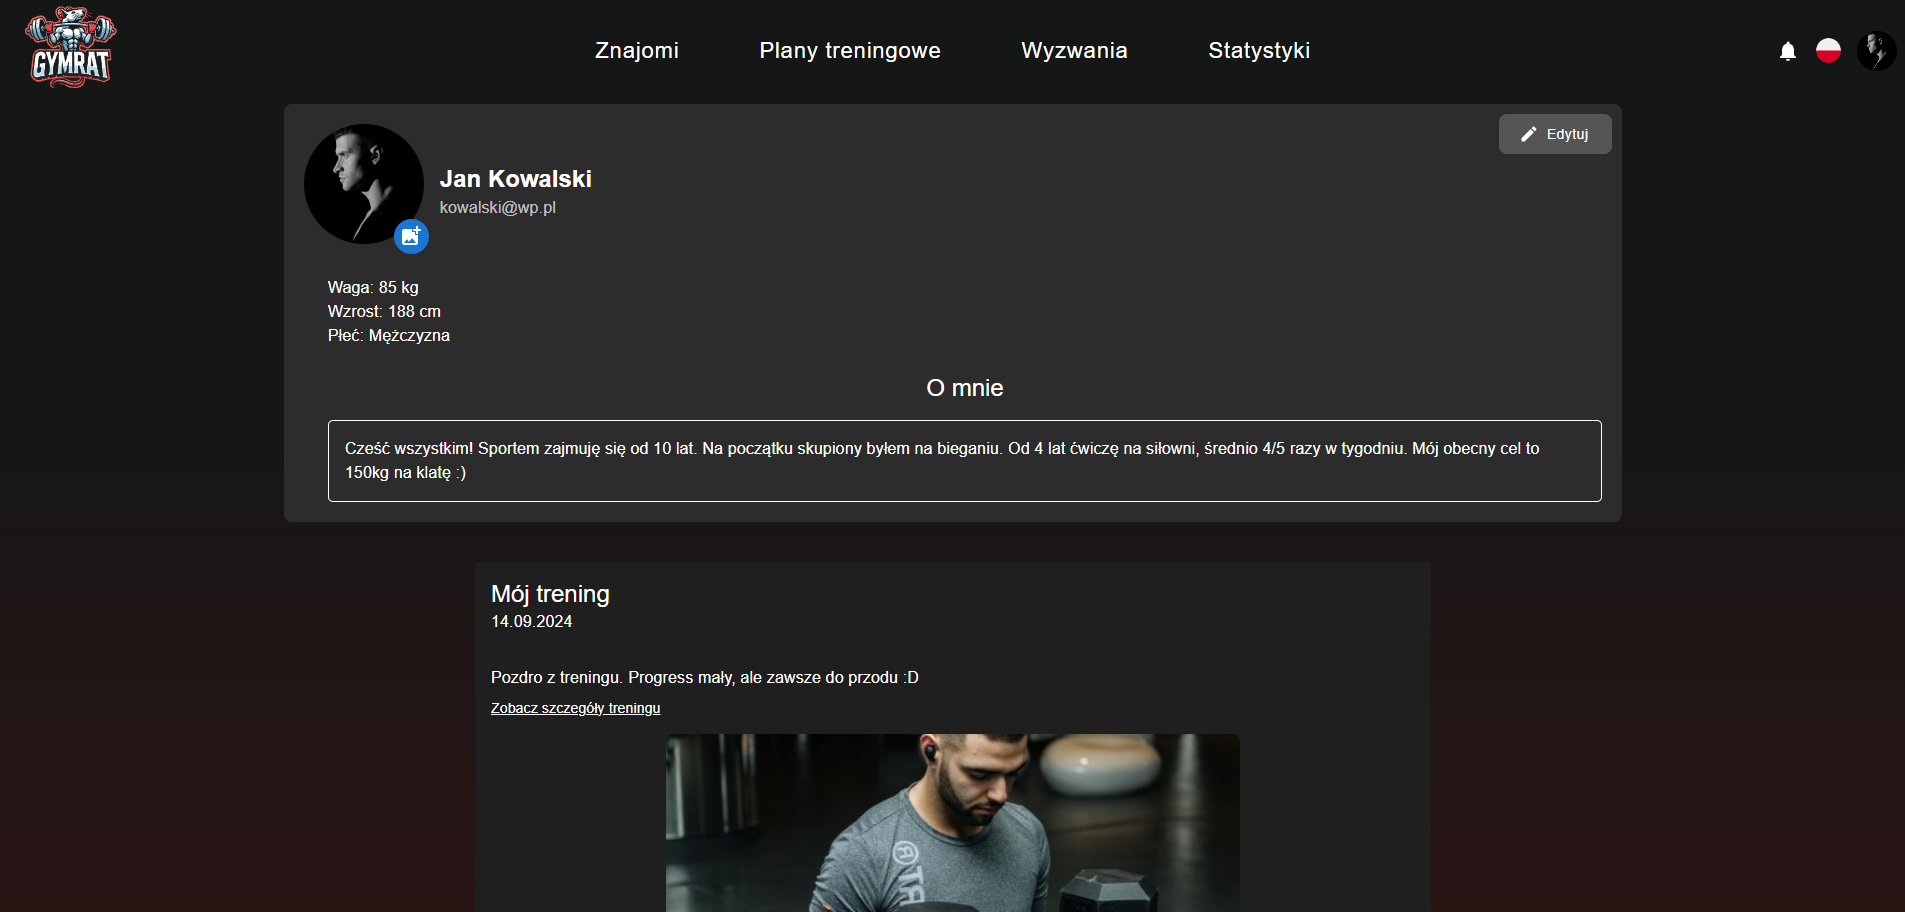 GYMRAT
Znajomi
Plany treningowe
Wyzwania
Statystyki
Edytuj
Jan Kowalski
kowalski@wp.pl
Waga: 85 kg
Wzrost: 188 cm
Płeć: Mężczyzna
O mnie
Cześć wszystkim! Sportem zajmuję się od 10 lat. Na początku skupiony byłem na bieganiu. Od 4 lat ćwiczę na siłowni, średnio 4/5 razy w tygodniu. Mój obecny cel to
150kg na klatę :)
Mój trening
14.09.2024
Pozdro z treningu. Progress mały, ale zawsze do przodu :D
Zobacz szczegóły treningu